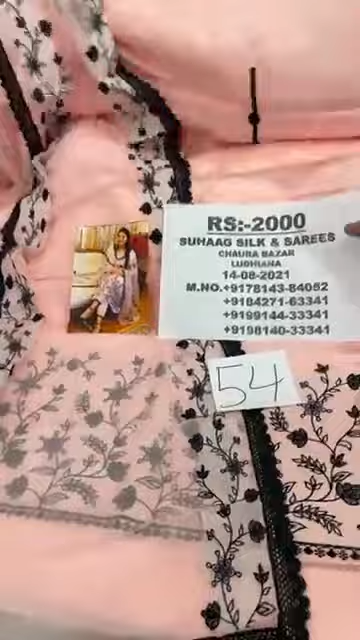 RS:-2000
SUHAAG SILK & SAREES
CHAURA BAZAR
LUDHIANA
14-08-2021
M.NO.+9178143-84052
+9184271-63341
+9199144-33341
+9198140-33341
54